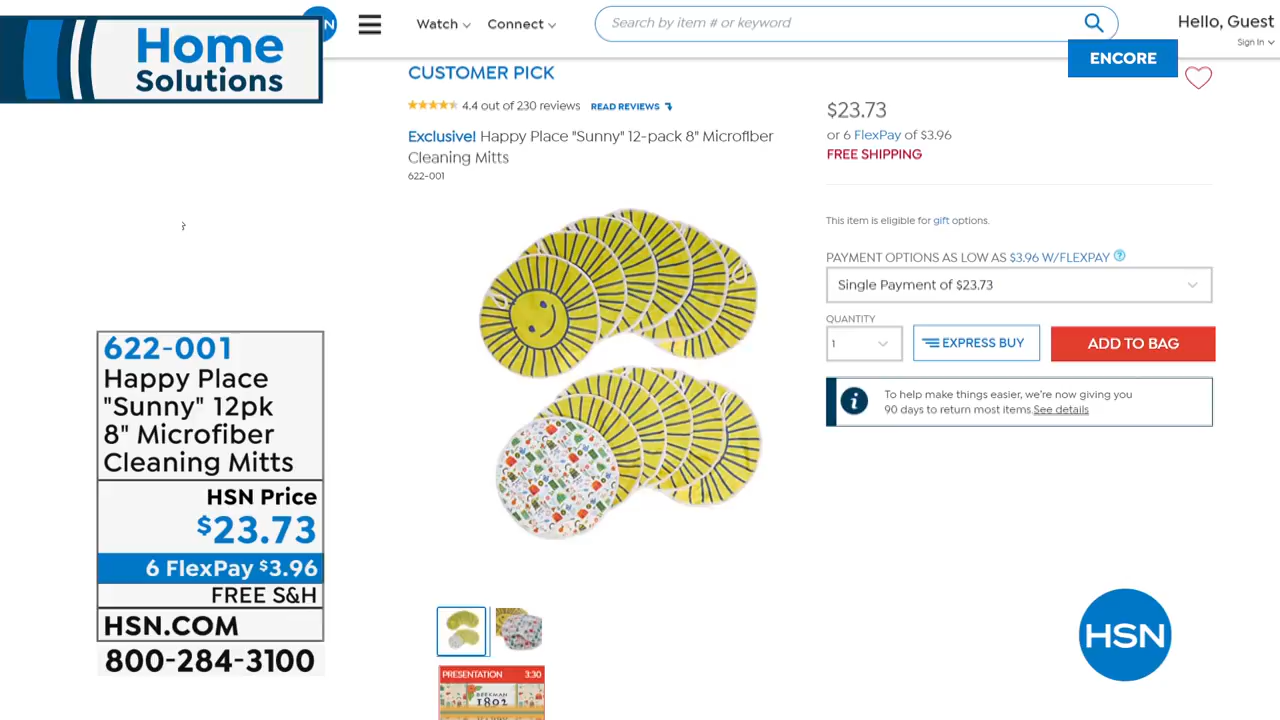 Home
Solutions
N
Watch
Connect
Search by item # or keyword
Hello, Guest
Sign In
ENCORE
CUSTOMER PICK
4.4 out of 230 reviews READ REVIEWS
Exclusive! Happy Place "Sunny" 12-pack 8" Microfiber
Cleaning Mitts
622-001
$23.73
or 6 FlexPay of $3.96
FREE SHIPPING
This item is eligible for gift options.
PAYMENT OPTIONS AS LOW AS $3.96 W/FLEXPAY ?
Single Payment of $23.73
QUANTITY
1
EXPRESS BUY
ADD TO BAG
i
To help make things easier, we're now giving you
90 days to return most items.See details
622-001
Happy Place
"Sunny" 12pk
8" Microfiber
Cleaning Mitts
HSN Price
$23.73
6 FlexPay $3.96
FREE S&H
HSN.COM
800-284-3100
PRESENTATION 3:30
BEEKMAN
1802
HSN